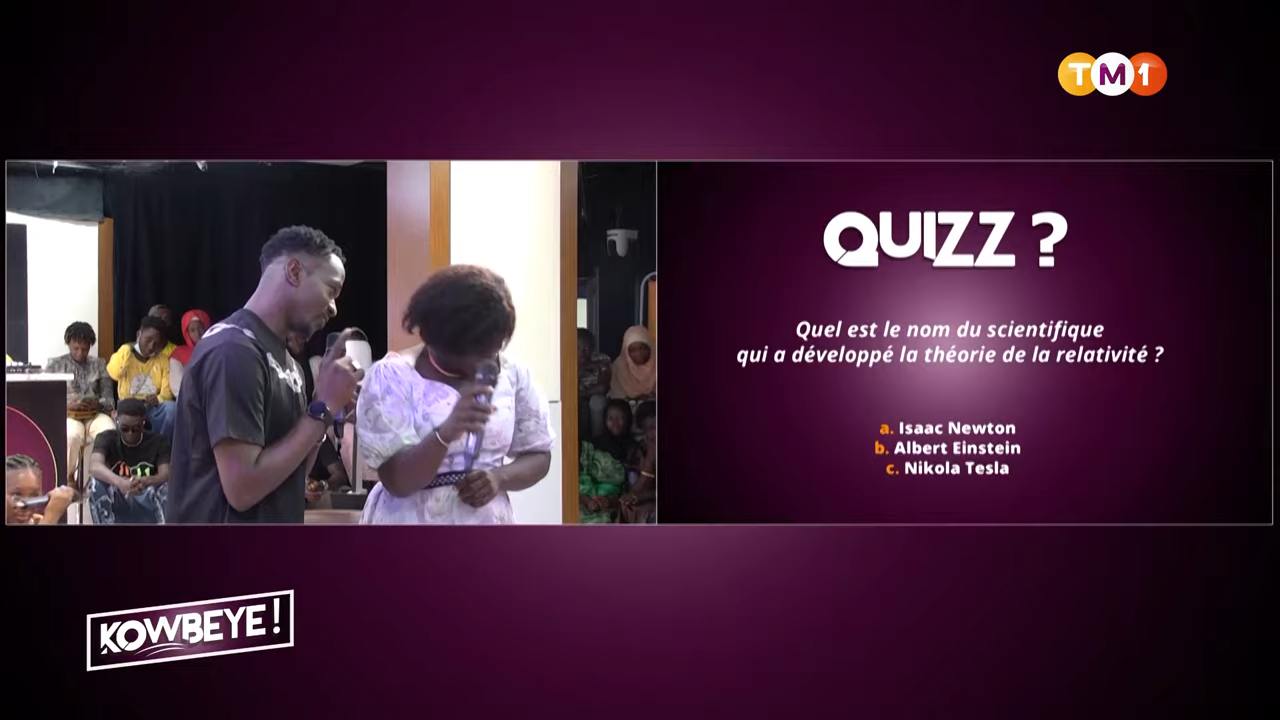 TM1
QUIZZ ?
Quel est le nom du scientifique
qui a développé la théorie de la relativité ?
a. Isaac Newton
b. Albert Einstein
c. Nikola Tesla
KOWBEYE !